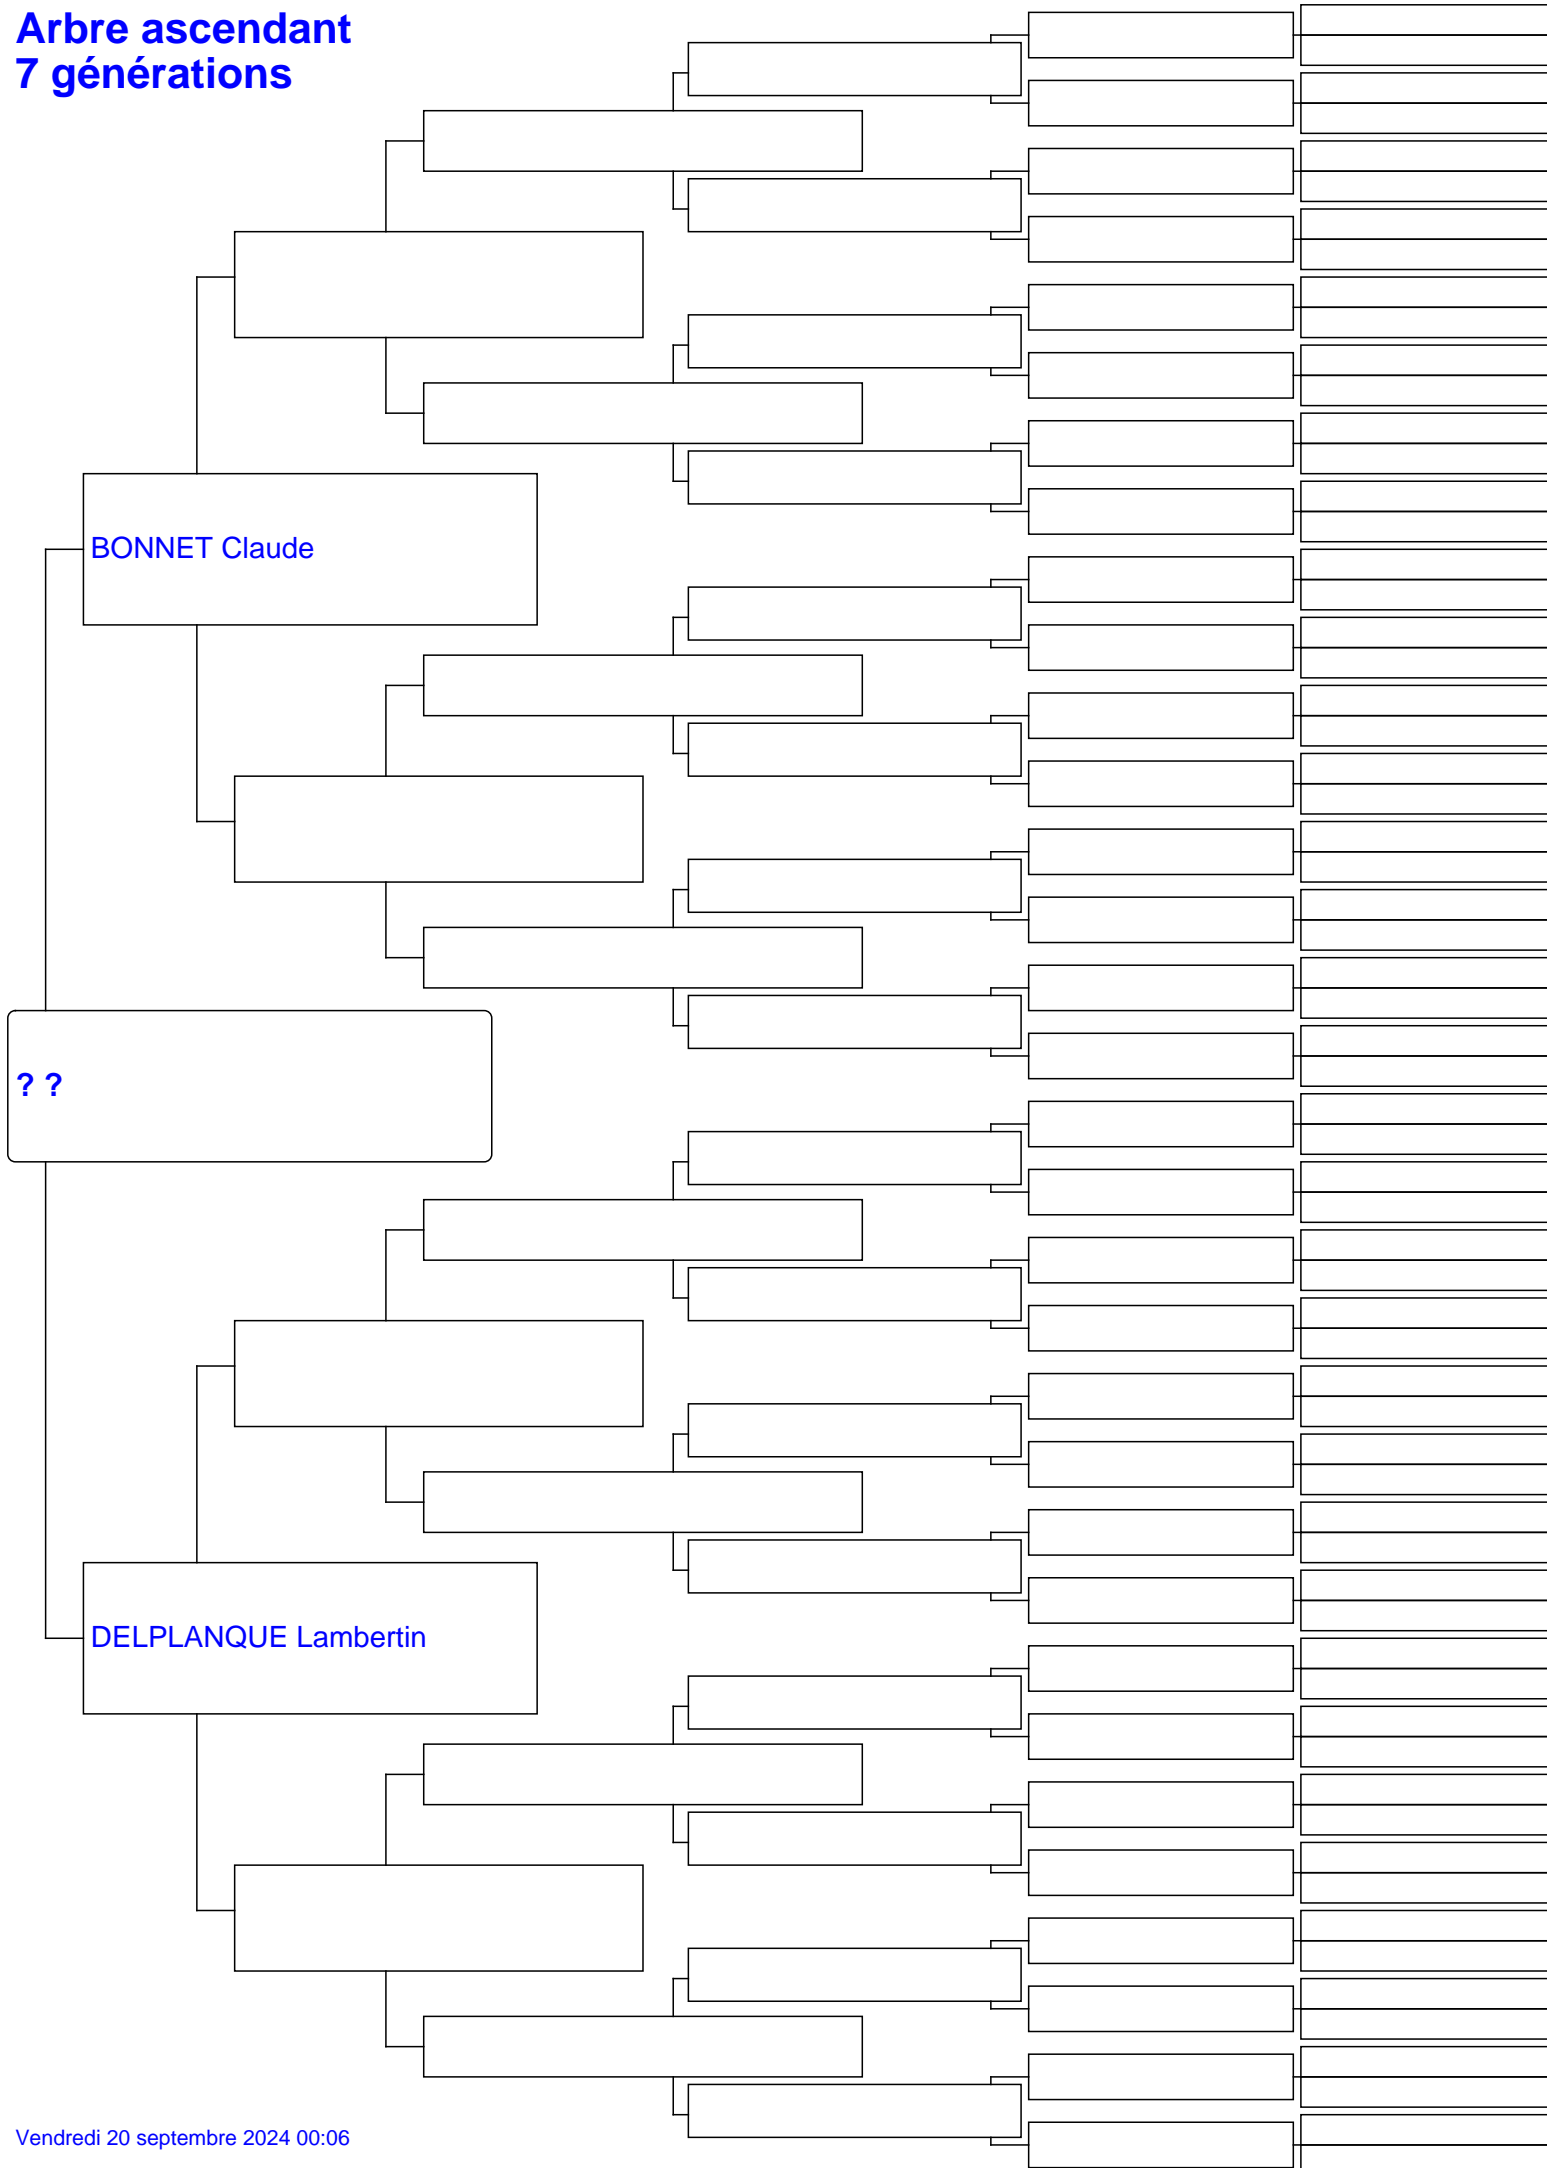 Arbre ascendant
7 générations
BONNET Claude
? ?
DELPLANQUE Lambertin
Vendredi 20 septembre 2024 00:06